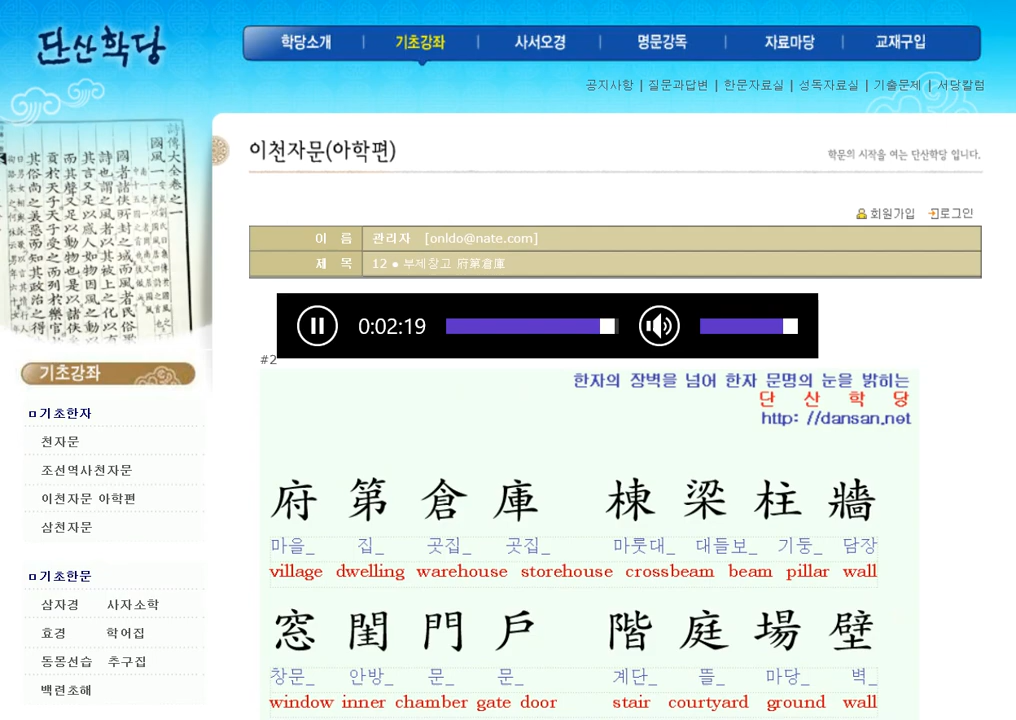 단산학당
학당소개 | 기초강좌 | 사서오경 | 명문강독 | 자료마당 | 교재구입
공지사항 | 질문과답변 | 한문자료실 | 성독자료실 | 기출문제 | 서당칼럼
이천자문(아학편)
학문의 시작을 여는 단산학당 입니다.
회원가입 로그인
이 름 관리자 [onldo@nate.com]
제 목 12 ● 부제창고 府第倉庫
0:02:19
#2
한자의 장벽을 넘어 한자 문명의 눈을 밝히는
단 산 학 당
http: //dansan.net
府 第 倉 庫 棟 梁 柱 牆
마을_ 집_ 곳집_ 곳집_ 마룻대_ 대들보_ 기둥_ 담장
village dwelling warehouse storehouse crossbeam beam pillar wall
窓 閨 門 戶 階 庭 場 壁
창문_ 안방_ 문_ 문_ 계단_ 뜰_ 마당_ 벽_
window inner chamber gate door stair courtyard ground wall
기초강좌
기초한자
천자문
조선역사천자문
이천자문 아학편
삼천자문
기초한문
삼자경 사자소학
효경 학어집
동몽선습 추구집
백련초해
詩傳大全卷之一
國風一